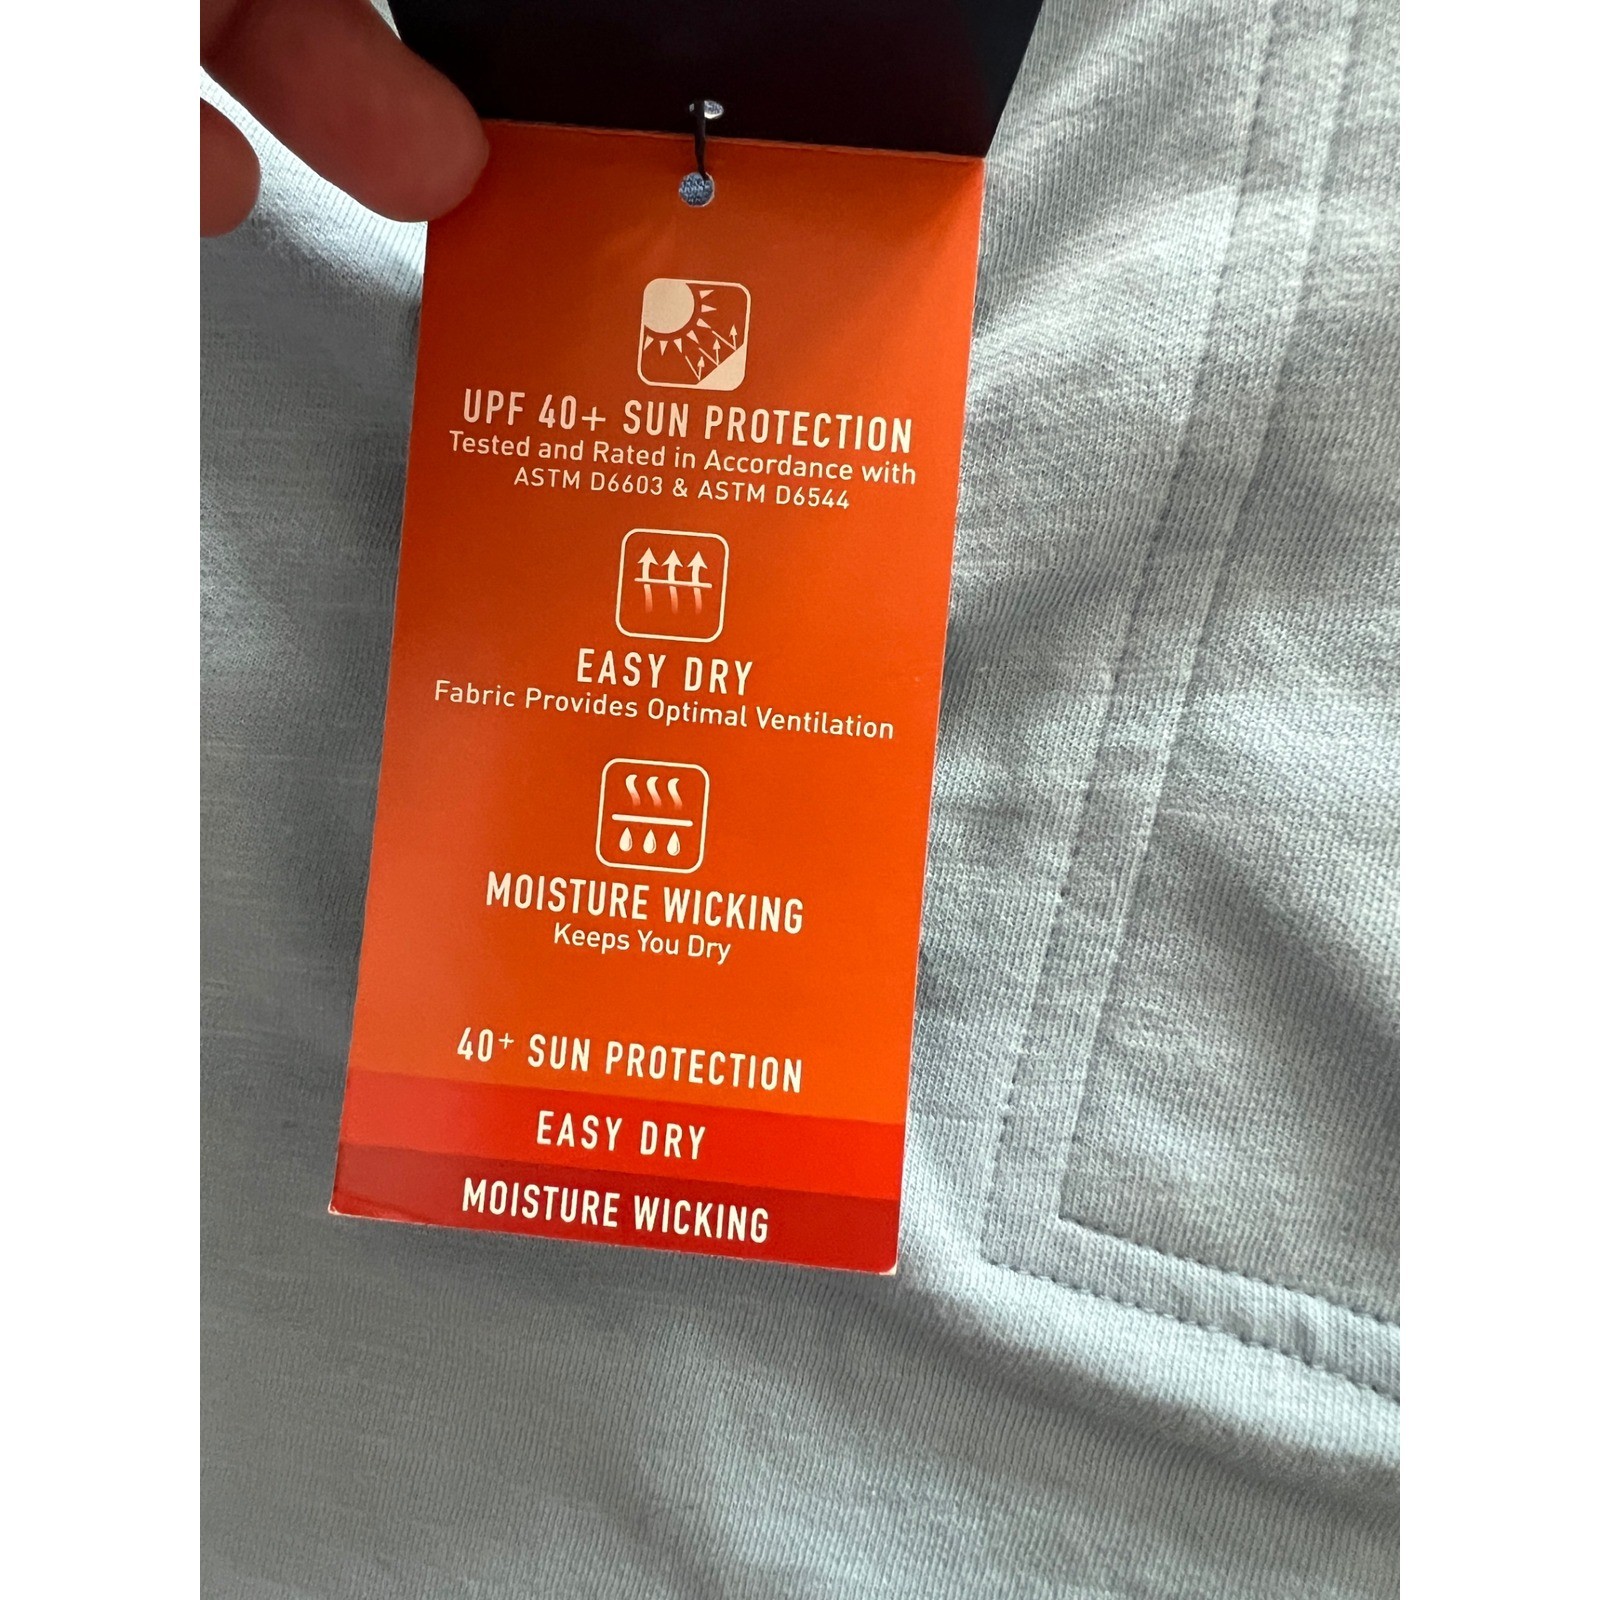 UPF 40+ SUN PROTECTION
Tested and Rated in Accordance with
ASTM D6603 & ASTM D6544
EASY DRY
Fabric Provides Optimal Ventilation
MOISTURE WICKING
Keeps You Dry
40+ SUN PROTECTION
EASY DRY
MOISTURE WICKING